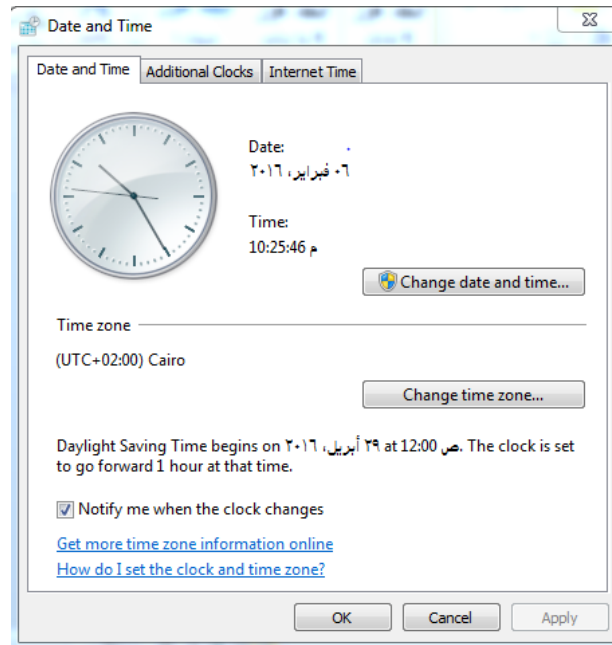 Date and Time
Date and Time
Additional Clocks
Internet Time
Date:
٠٦ فبراير، ٢٠١٦
Time:
10:25:46 م
Change date and time...
Time zone
(UTC+02:00) Cairo
Change time zone...
Daylight Saving Time begins on ٢٩ أبريل، ٢٠١٦ at 12:00 ص. The clock is set
to go forward 1 hour at that time.
Notify me when the clock changes
Get more time zone information online
How do I set the clock and time zone?
OK
Cancel
Apply